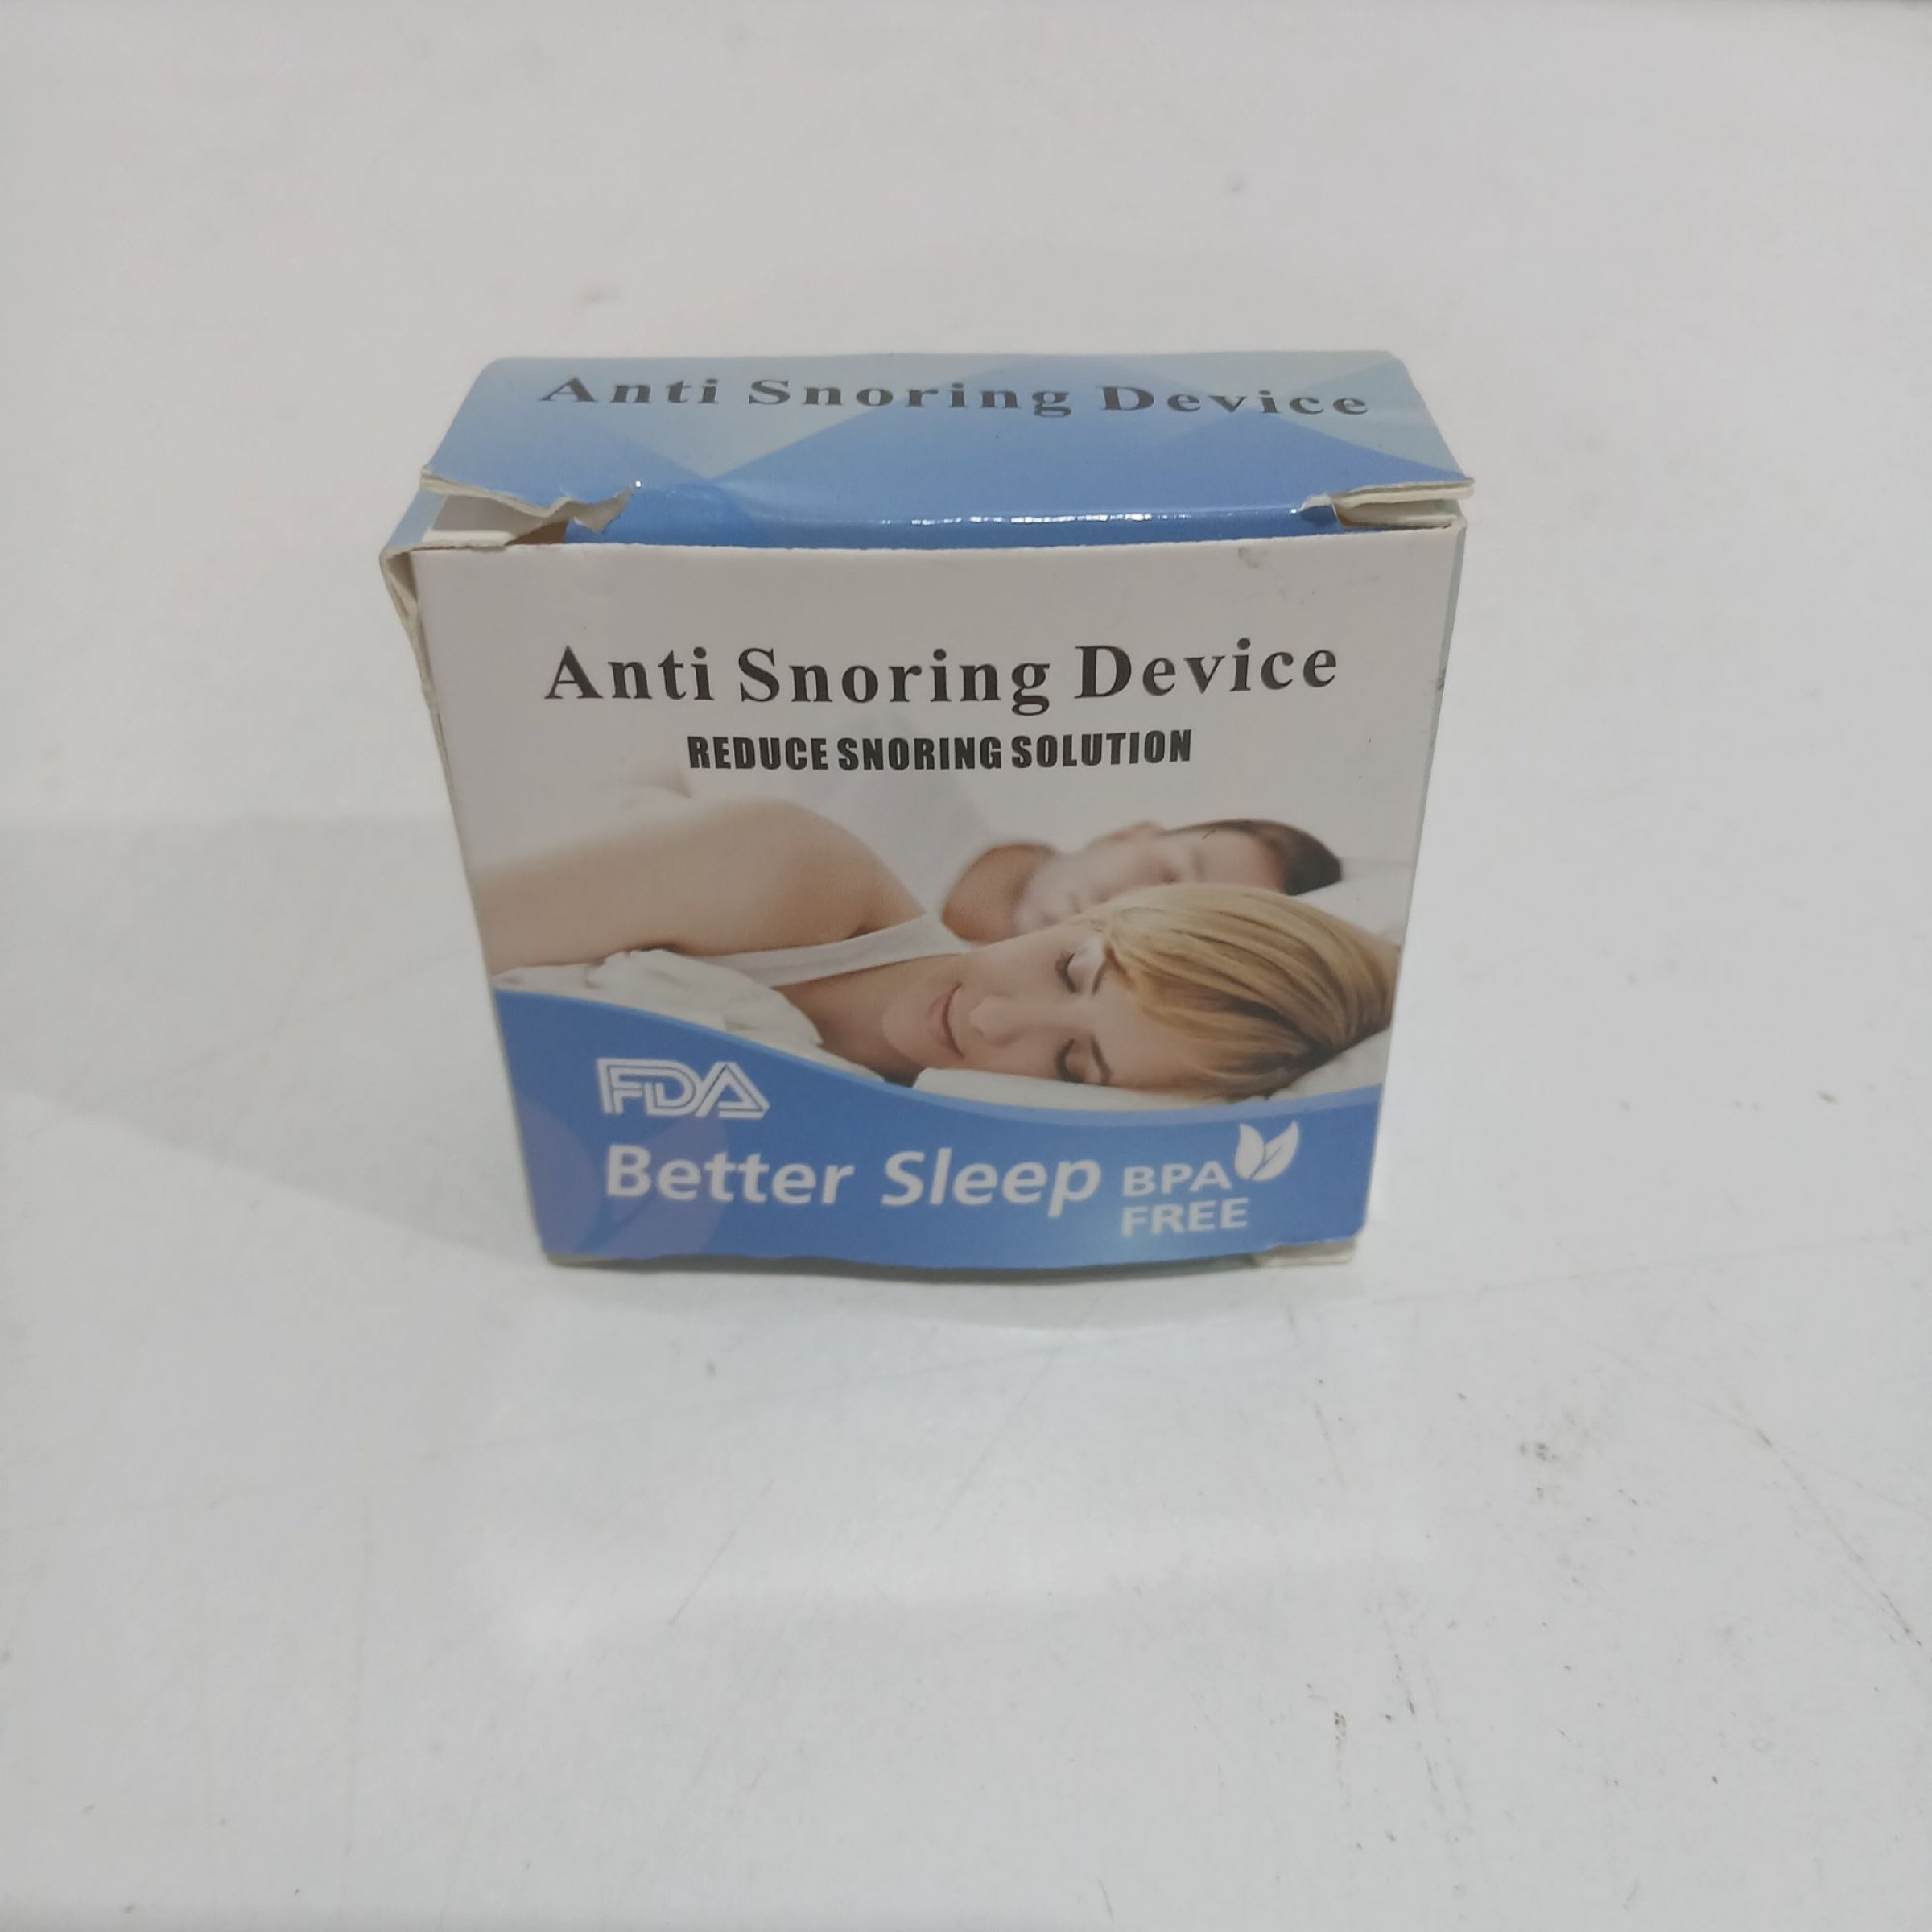 Anti Snoring Device
Anti Snoring Device
REDUCE SNORING SOLUTION
FDA
Better Sleep
BPA
FREE